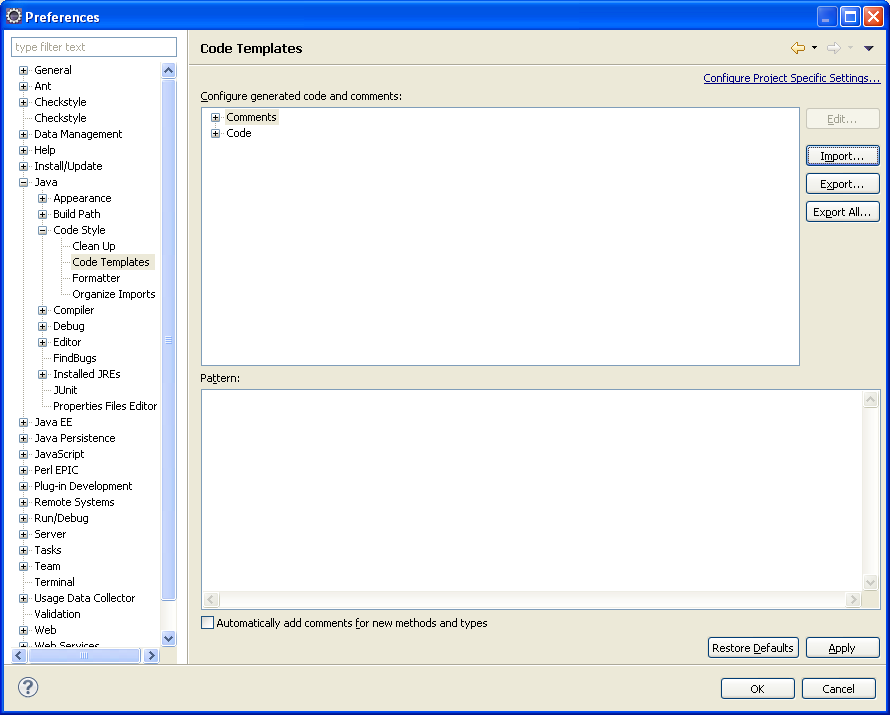 Preferences
type filter text
General
Ant
Checkstyle
Checkstyle
Data Management
Help
Install/Update
Java
Appearance
Build Path
Code Style
Clean Up
Code Templates
Formatter
Organize Imports
Compiler
Debug
Editor
FindBugs
Installed JREs
JUnit
Properties Files Editor
Java EE
Java Persistence
JavaScript
Perl EPIC
Plug-in Development
Remote Systems
Run/Debug
Server
Tasks
Team
Terminal
Usage Data Collector
Validation
Web
Web Services
Code Templates
Configure Project Specific Settings...
Configure generated code and comments:
Comments
Code
Edit...
Import...
Export...
Export All...
Pattern:
Automatically add comments for new methods and types
Restore Defaults
Apply
?
OK
Cancel